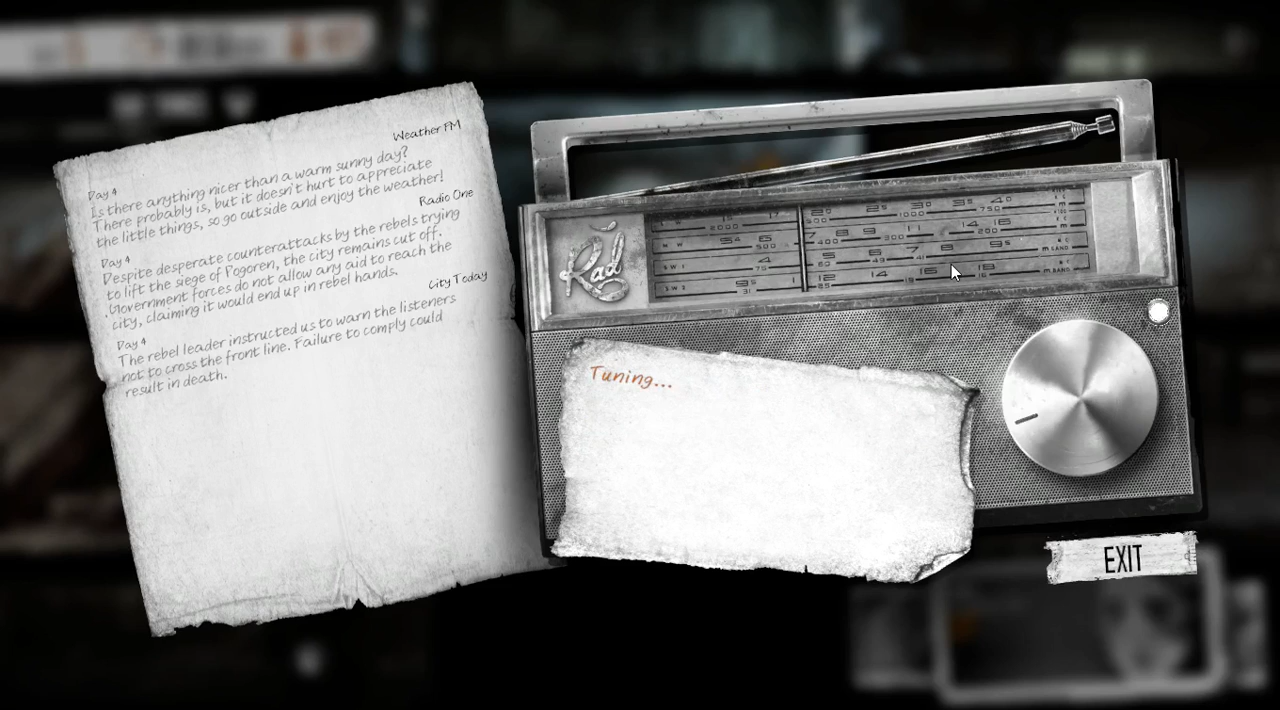 Weather FM
Day 4
Is there anything nicer than a warm sunny day?
There probably is, but it doesn't hurt to appreciate
the little things, so go outside and enjoy the weather!
Radio One
Day 4
Despite desperate counterattacks by the rebels trying
to lift the siege of Pogoren, the city remains cut off.
Government forces do not allow any aid to reach the
city, claiming it would end up in rebel hands.
City Today
Day 4
The rebel leader instructed us to warn the listeners
not to cross the front line. Failure to comply could
result in death.
Rad
Tuning...
EXIT